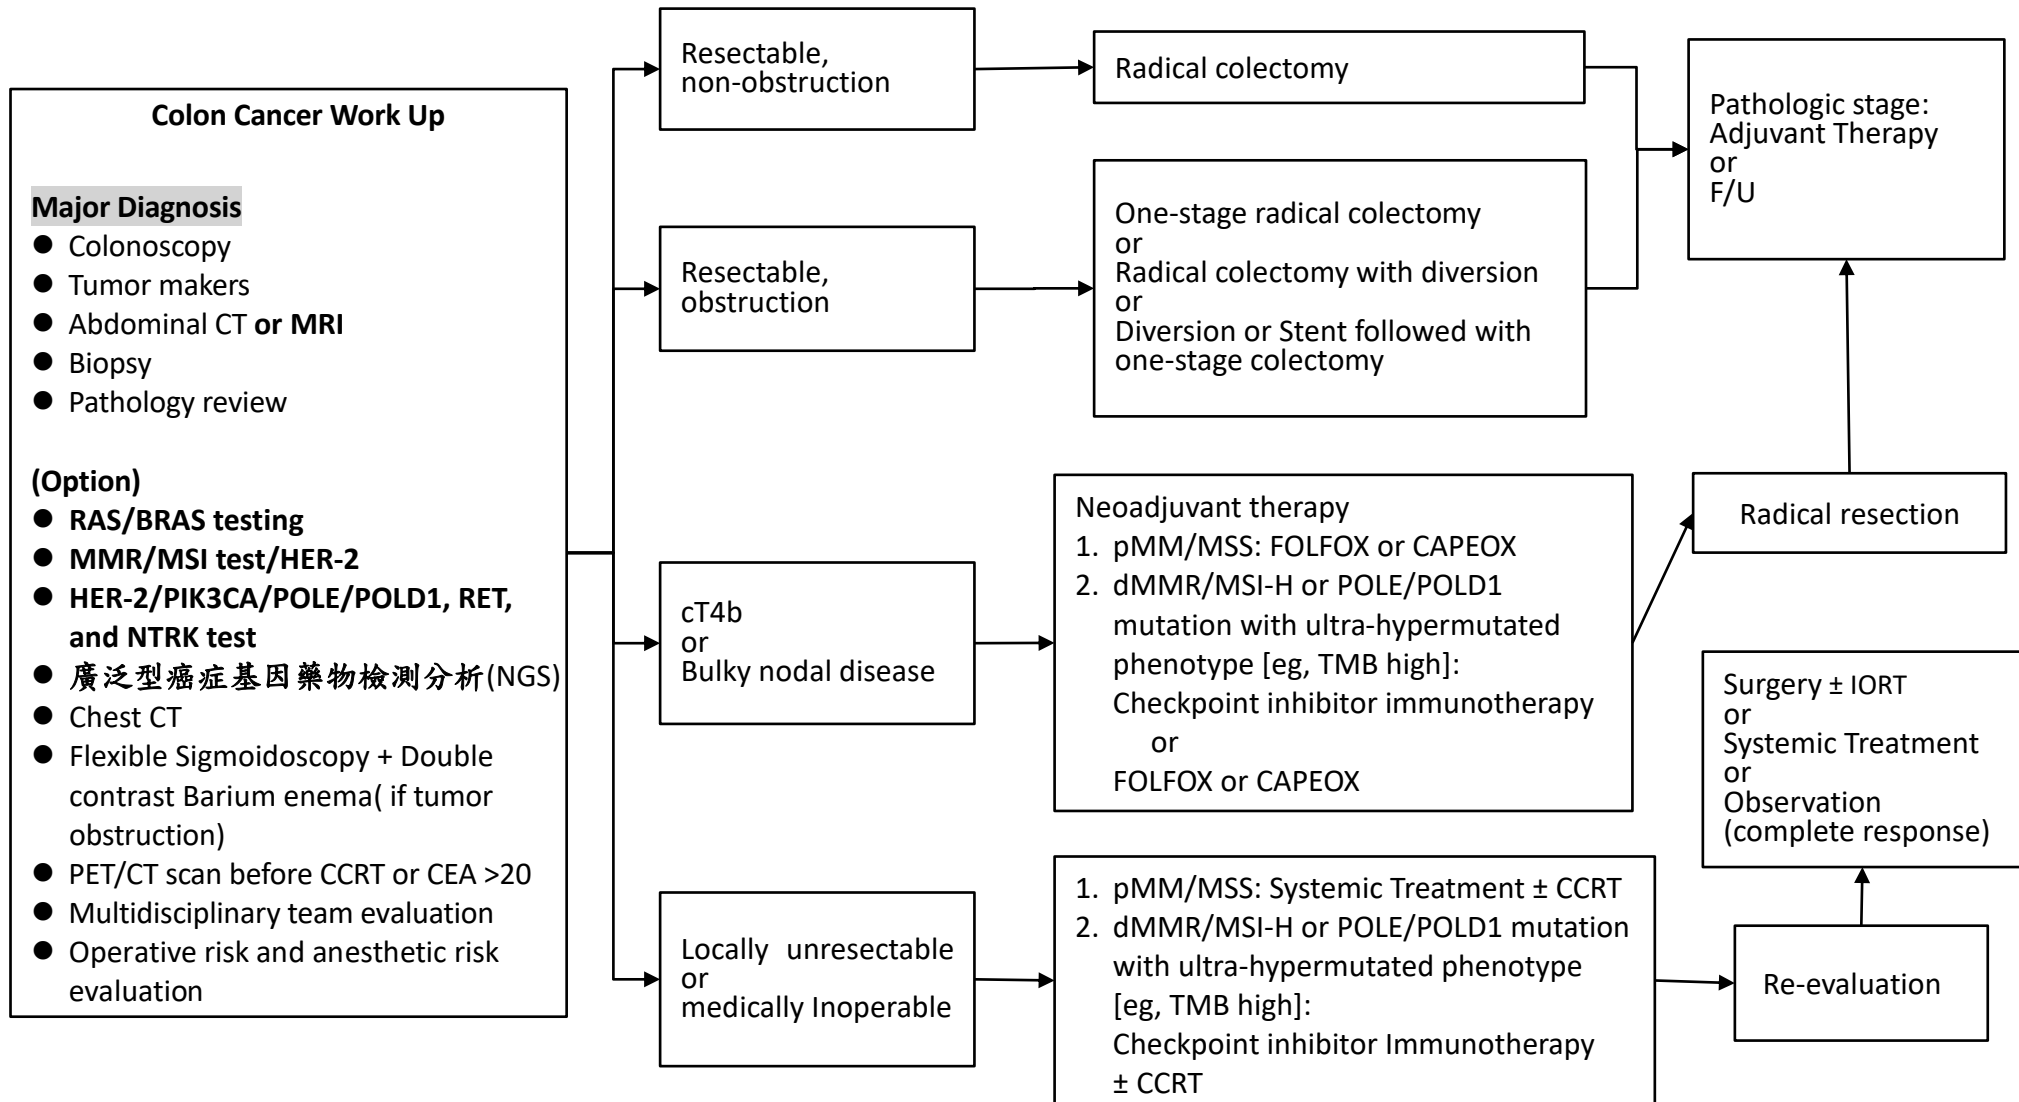 Colon Cancer Work Up
Major Diagnosis
● Colonoscopy
● Tumor makers
● Abdominal CT or MRI
● Biopsy
● Pathology review
(Option)
● RAS/BRAS testing
● MMR/MSI test/HER-2
● HER-2/PIK3CA/POLE/POLD1, RET,
and NTRK test
● 廣泛型癌症基因藥物檢測分析(NGS)
● Chest CT
● Flexible Sigmoidoscopy + Double
contrast Barium enema( if tumor
obstruction)
● PET/CT scan before CCRT or CEA >20
● Multidisciplinary team evaluation
● Operative risk and anesthetic risk
evaluation
Resectable,
non-obstruction
Radical colectomy
Pathologic stage:
Adjuvant Therapy
or
F/U
Resectable,
obstruction
One-stage radical colectomy
or
Radical colectomy with diversion
or
Diversion or Stent followed with
one-stage colectomy
cT4b
or
Bulky nodal disease
Neoadjuvant therapy
1. pMM/MSS: FOLFOX or CAPEOX
2. dMMR/MSI-H or POLE/POLD1
mutation with ultra-hypermutated
phenotype [eg, TMB high]:
Checkpoint inhibitor immunotherapy
or
FOLFOX or CAPEOX
Radical resection
Locally unresectable
or
medically Inoperable
1. pMM/MSS: Systemic Treatment ± CCRT
2. dMMR/MSI-H or POLE/POLD1 mutation
with ultra-hypermutated phenotype
[eg, TMB high]:
Checkpoint inhibitor Immunotherapy
± CCRT
Re-evaluation
Surgery ± IORT
or
Systemic Treatment
or
Observation
(complete response)